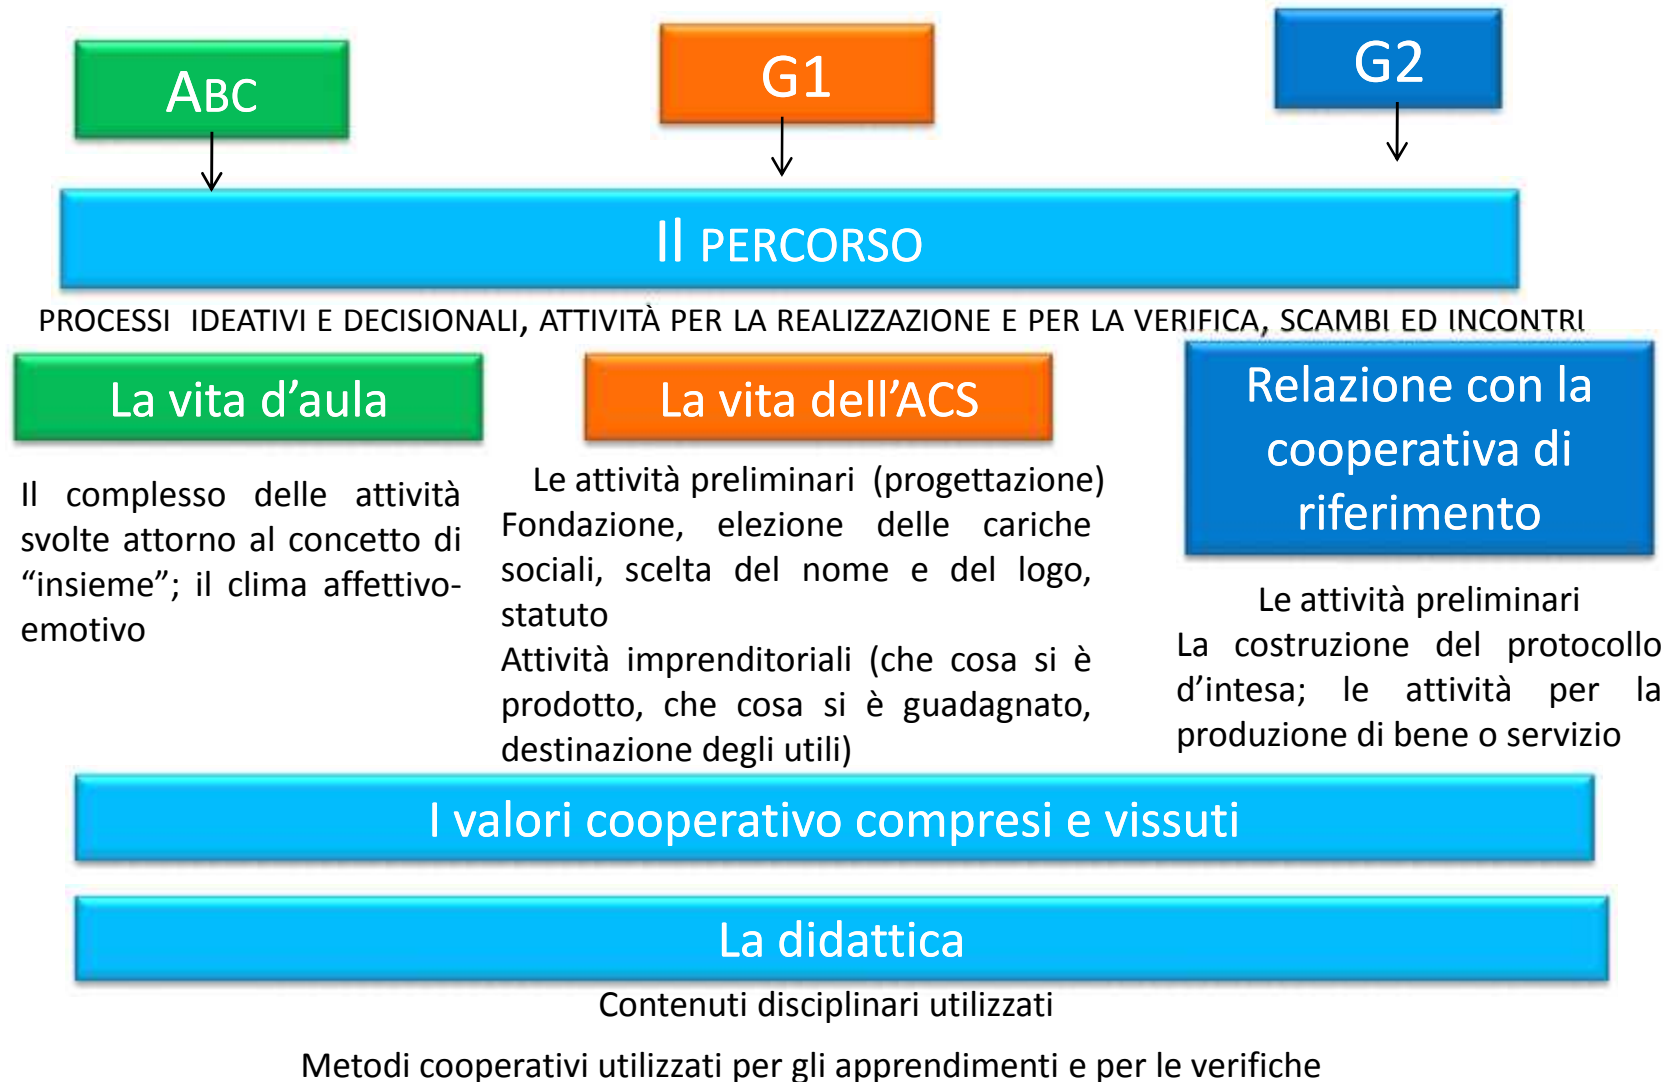 ABC
G1
G2
Il PERCORSO
PROCESSI IDEATIVI E DECISIONALI, ATTIVITÀ PER LA REALIZZAZIONE E PER LA VERIFICA, SCAMBI ED INCONTRI
La vita d’aula
Il complesso delle attività
svolte attorno al concetto di
“insieme”; il clima affettivo-
emotivo
La vita dell’ACS
Le attività preliminari (progettazione)
Fondazione, elezione delle cariche
sociali, scelta del nome e del logo,
statuto
Attività imprenditoriali (che cosa si è
prodotto, che cosa si è guadagnato,
destinazione degli utili)
Relazione con la
cooperativa di
riferimento
Le attività preliminari
La costruzione del protocollo
d’intesa; le attività per la
produzione di bene o servizio
I valori cooperativo compresi e vissuti
La didattica
Contenuti disciplinari utilizzati
Metodi cooperativi utilizzati per gli apprendimenti e per le verifiche